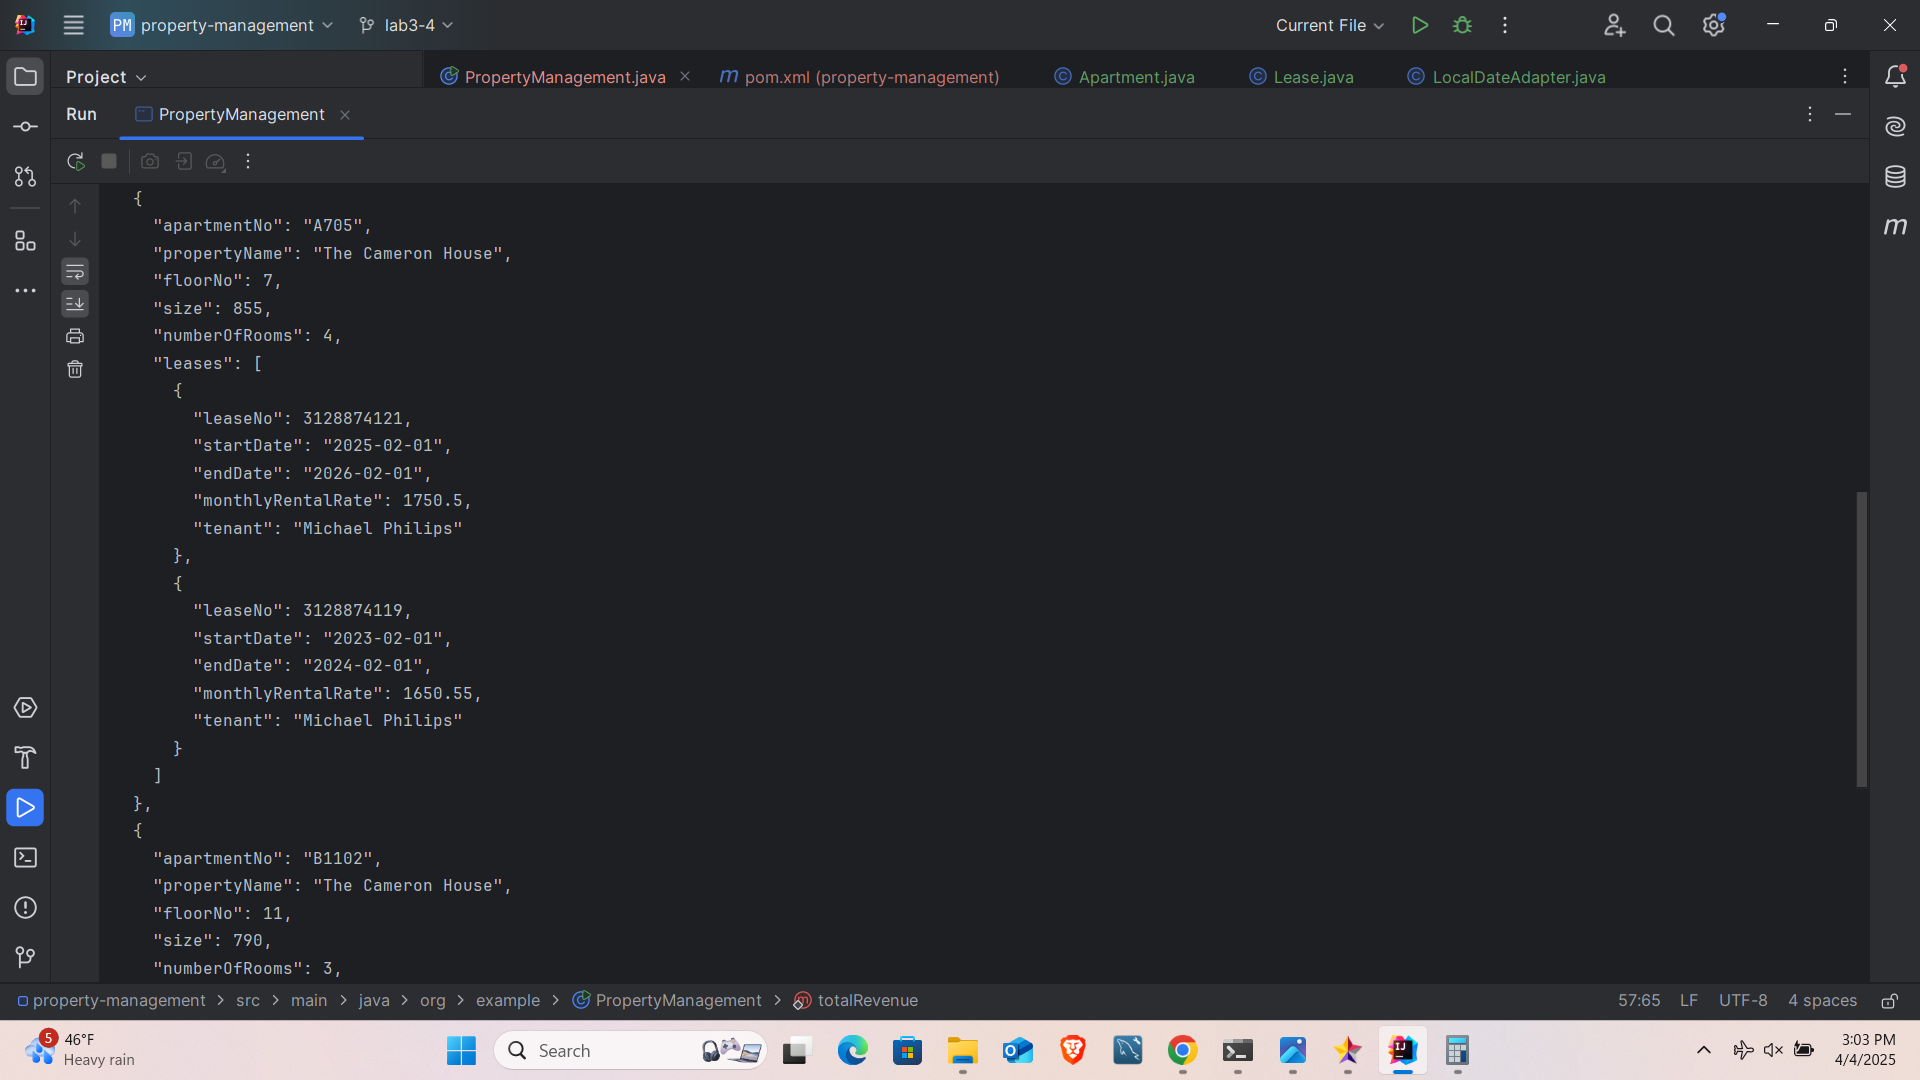 PM property-management lab3-4 Current File
Project PropertyManagement.java pom.xml (property-management) Apartment.java Lease.java LocalDateAdapter.java
Run PropertyManagement
{
"apartmentNo": "A705",
"propertyName": "The Cameron House",
"floorNo": 7,
"size": 855,
"numberOfRooms": 4,
"leases": [
{
"leaseNo": 3128874121,
"startDate": "2025-02-01",
"endDate": "2026-02-01",
"monthlyRentalRate": 1750.5,
"tenant": "Michael Philips"
},
{
"leaseNo": 3128874119,
"startDate": "2023-02-01",
"endDate": "2024-02-01",
"monthlyRentalRate": 1650.55,
"tenant": "Michael Philips"
}
]
},
{
"apartmentNo": "B1102",
"propertyName": "The Cameron House",
"floorNo": 11,
"size": 790,
"numberOfRooms": 3,
property-management > src > main > java > org > example > PropertyManagement > totalRevenue 57:65 LF UTF-8 4 spaces
5 46°F
Heavy rain
Search
3:03 PM
4/4/2025